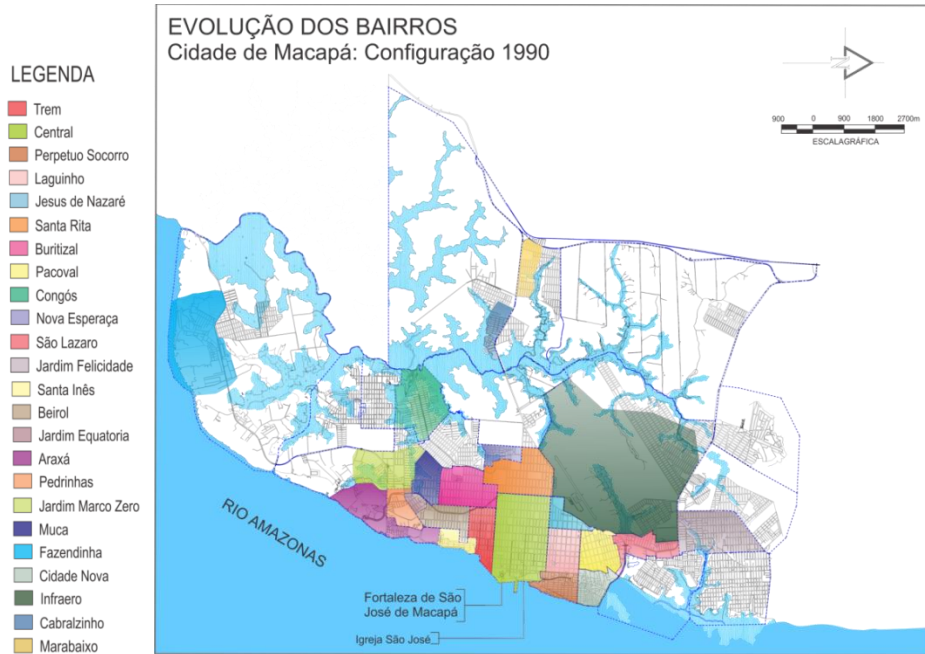 EVOLUÇÃO DOS BAIRROS
Cidade de Macapá: Configuração 1990
LEGENDA
Trem
Central
Perpetuo Socorro
Laguinho
Jesus de Nazaré
Santa Rita
Buritizal
Pacoval
Congós
Nova Esperaça
São Lazaro
Jardim Felicidade
Santa Inês
Beirol
Jardim Equatoria
Araxá
Pedrinhas
Jardim Marco Zero
Muca
Fazendinha
Cidade Nova
Infraero
Cabralzinho
Marabaixo
N
900 0 900 1800 2700m
ESCALAGRÁFICA
RIO AMAZONAS
Fortaleza de São
José de Macapá
Igreja São José